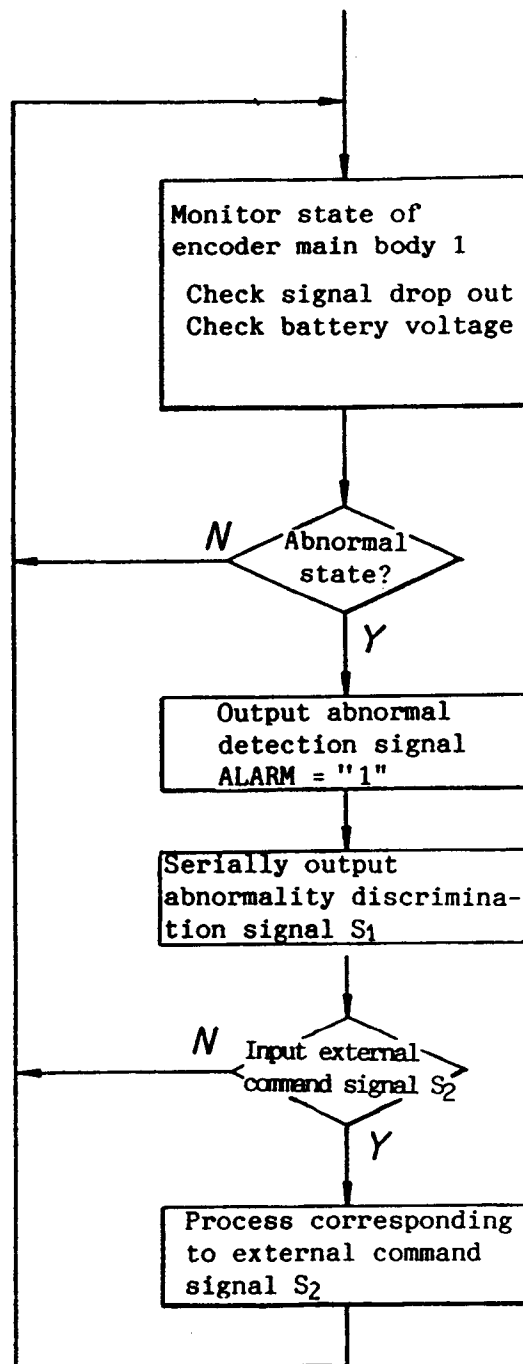 Monitor state of
encoder main body 1
Check signal drop out
Check battery voltage
N
Abnormal
state?
Y
Output abnormal
detection signal
ALARM = "1"
Serially output
abnormality discrimina-
tion signal S1
N
Input external
command signal S2
Y
Process corresponding
to external command
signal S2